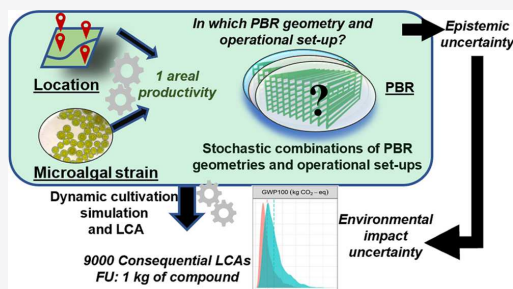 In which PBR geometry and
operational set-up?
Epistemic
uncertainty
Location
1 areal
productivity
PBR
?
Microalgal strain
Stochastic combinations of PBR
geometries and operational set-ups
Dynamic cultivation
simulation
and LCA
GWP100 (kg CO₂ - eq)
Environmental
impact
uncertainty
9000 Consequential LCAs
FU: 1 kg of compound